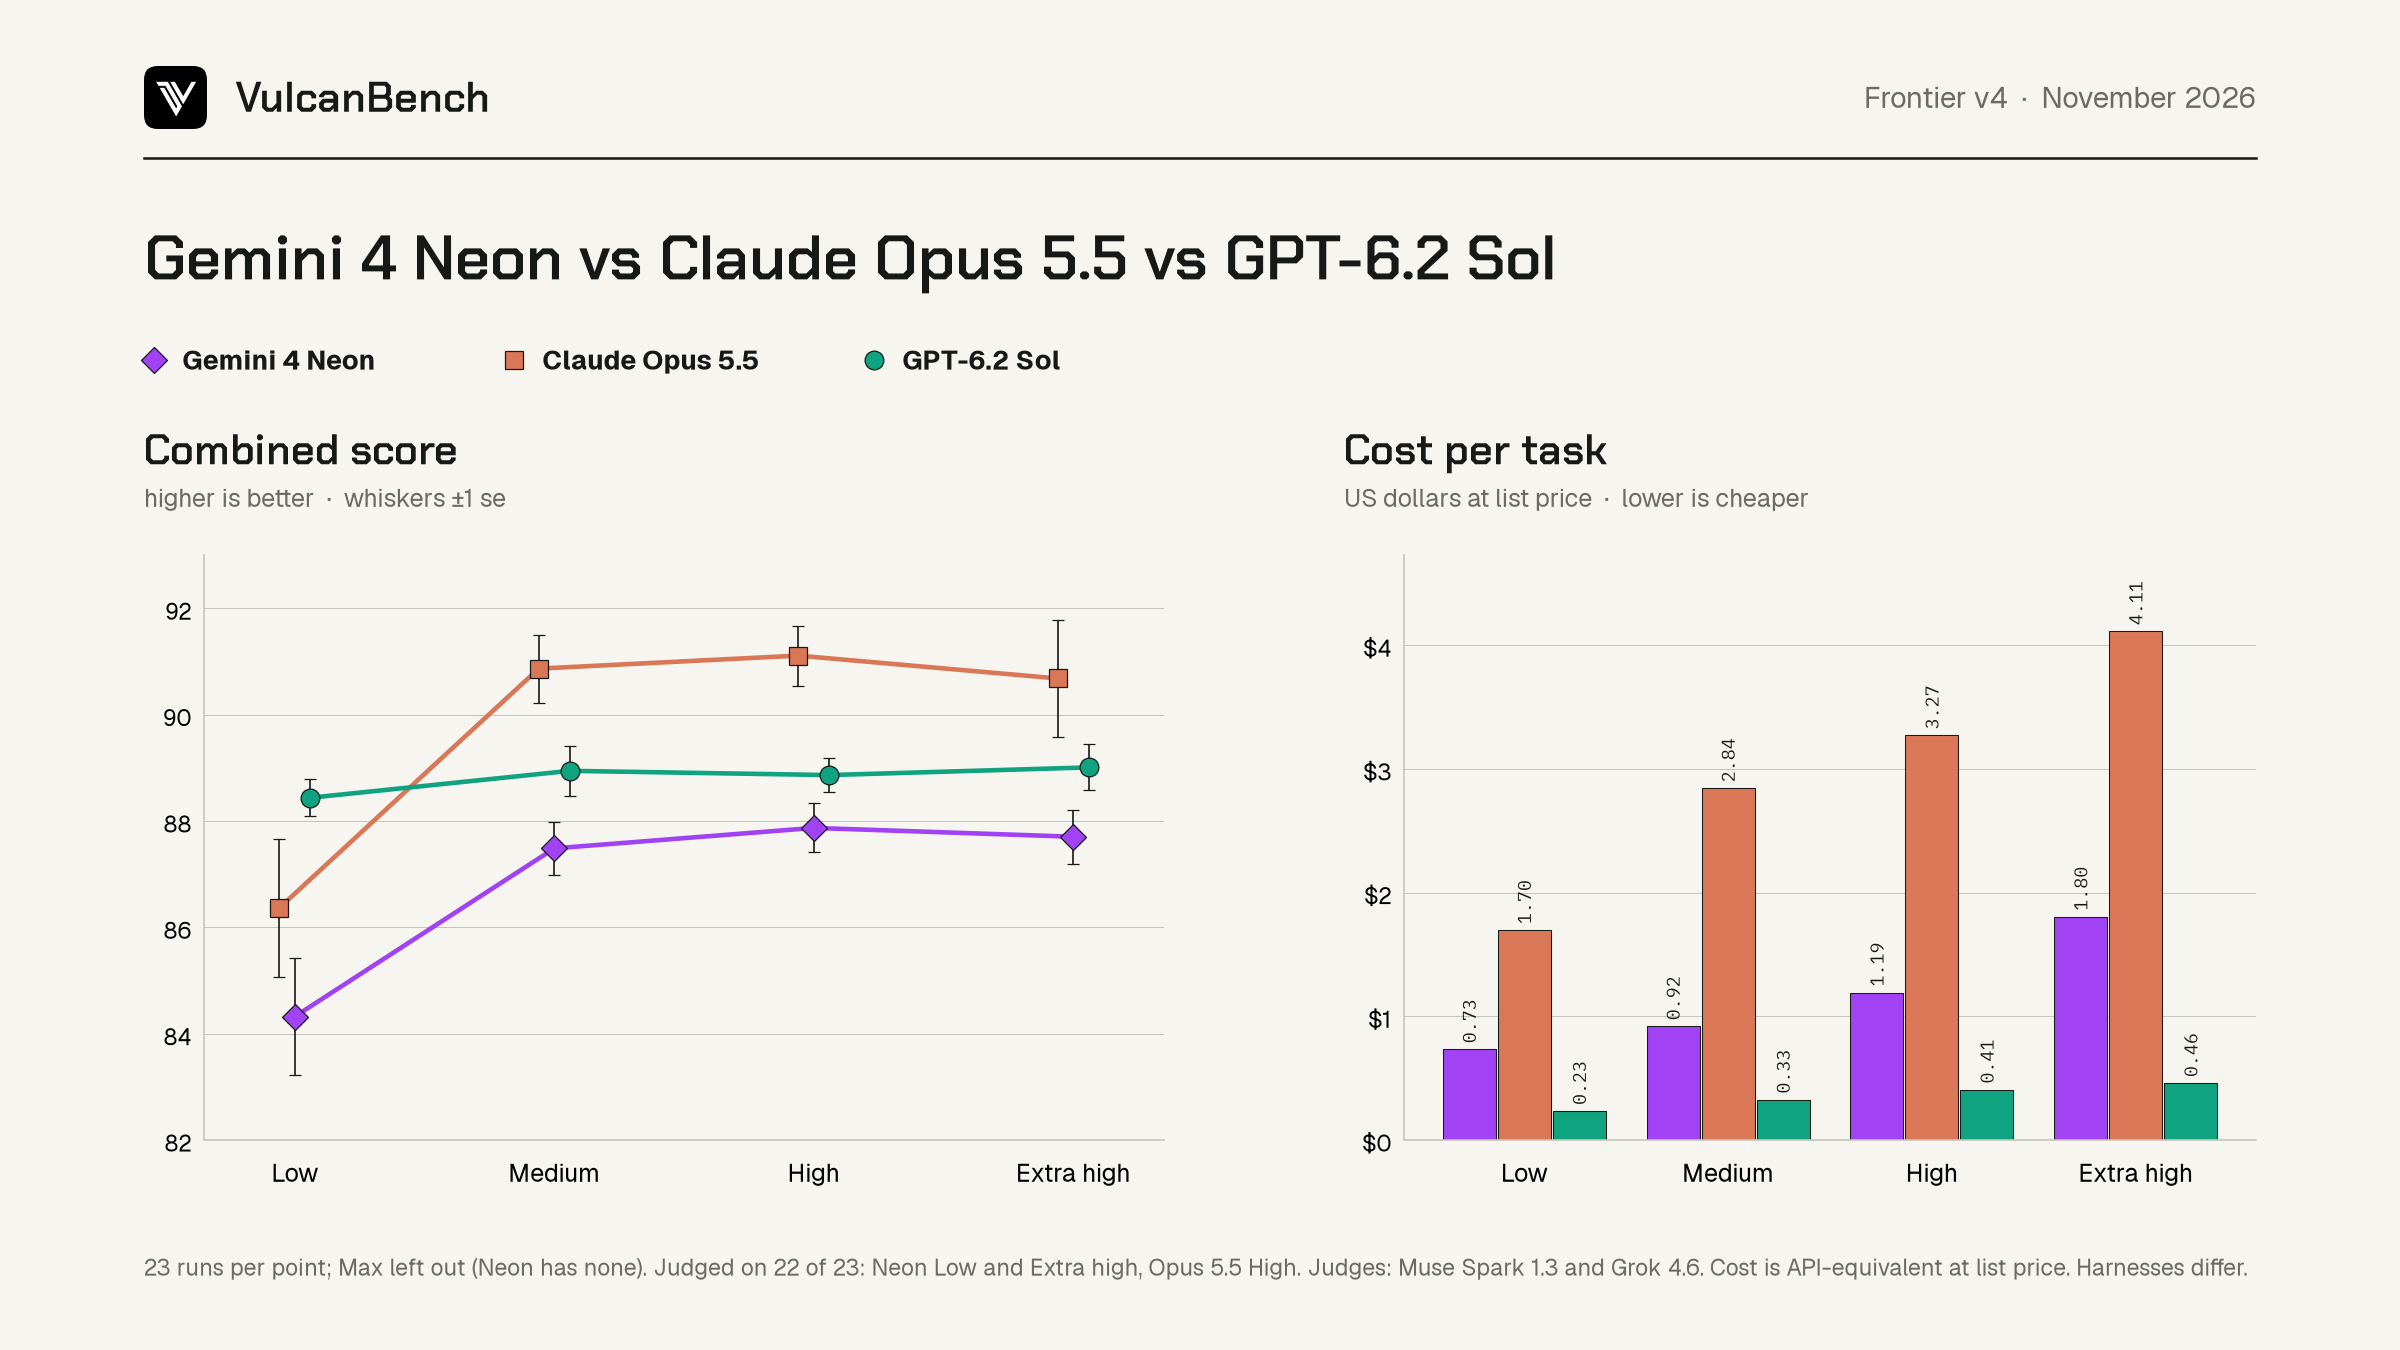 VulcanBench
Frontier v4 · November 2026
Gemini 4 Neon vs Claude Opus 5.5 vs GPT-6.2 Sol
Gemini 4 Neon
Claude Opus 5.5
GPT-6.2 Sol
Combined score
higher is better · whiskers ±1 se
92
90
88
86
84
82
Low
Medium
High
Extra high
Cost per task
US dollars at list price · lower is cheaper
$4
$3
$2
$1
$0
0.73
1.70
0.23
0.92
2.84
0.33
1.19
3.27
0.41
1.80
4.11
0.46
Low
Medium
High
Extra high
23 runs per point; Max left out (Neon has none). Judged on 22 of 23: Neon Low and Extra high, Opus 5.5 High. Judges: Muse Spark 1.3 and Grok 4.6. Cost is API-equivalent at list price. Harnesses differ.